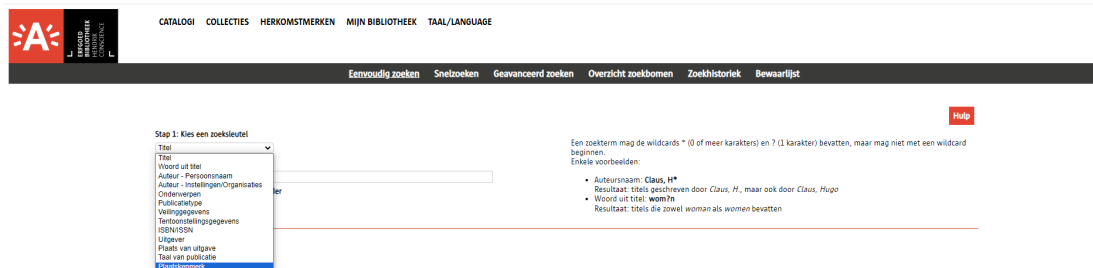 CATALOGI COLLECTIES HERKOMSTMERKEN MIJN BIBLIOTHEEK TAAL/LANGUAGE
A
ERFGOED
BIBLIOTHEEK
HENDRIK
CONSCIENCE
Eenvoudig zoeken Snelzoeken Geavanceerd zoeken Overzicht zoekbomen Zoekhistoriek Bewaarlijst
Hulp
Stap 1: Kies een zoeksleutel
Titel
Titel
Woord uit titel
Auteur - Persoonsnaam
Auteur - Instellingen/Organisaties
Onderwerpen
Publicatietype
Veilinggegevens
Tentoonstellingsgegevens
ISBN/ISSN
Uitgever
Plaats van uitgave
Taal van publicatie
Plaatskenmerk
der
Een zoekterm mag de wildcards * (0 of meer karakters) en ? (1 karakter) bevatten, maar mag niet met een wildcard
beginnen.
Enkele voorbeelden:
• Auteursnaam: Claus, H*
Resultaat: titels geschreven door Claus, H., maar ook door Claus, Hugo
• Woord uit titel: wom?n
Resultaat: titels die zowel woman als women bevatten